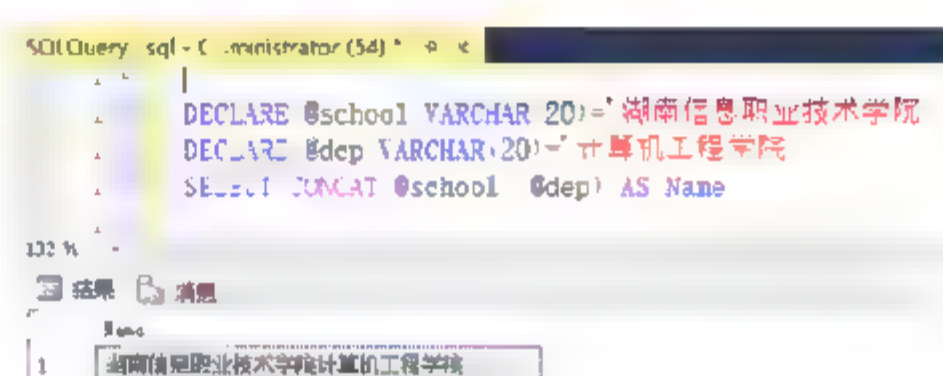 DECLARE @school VARCHAR 20)='湖南信息职业技术学院
DECLARE @dep VARCHAR(20)='计算机工程学院
SELECT CONCAT @school @dep) AS Name
结果 消息
Name
1 湖南信息职业技术学院计算机工程学院